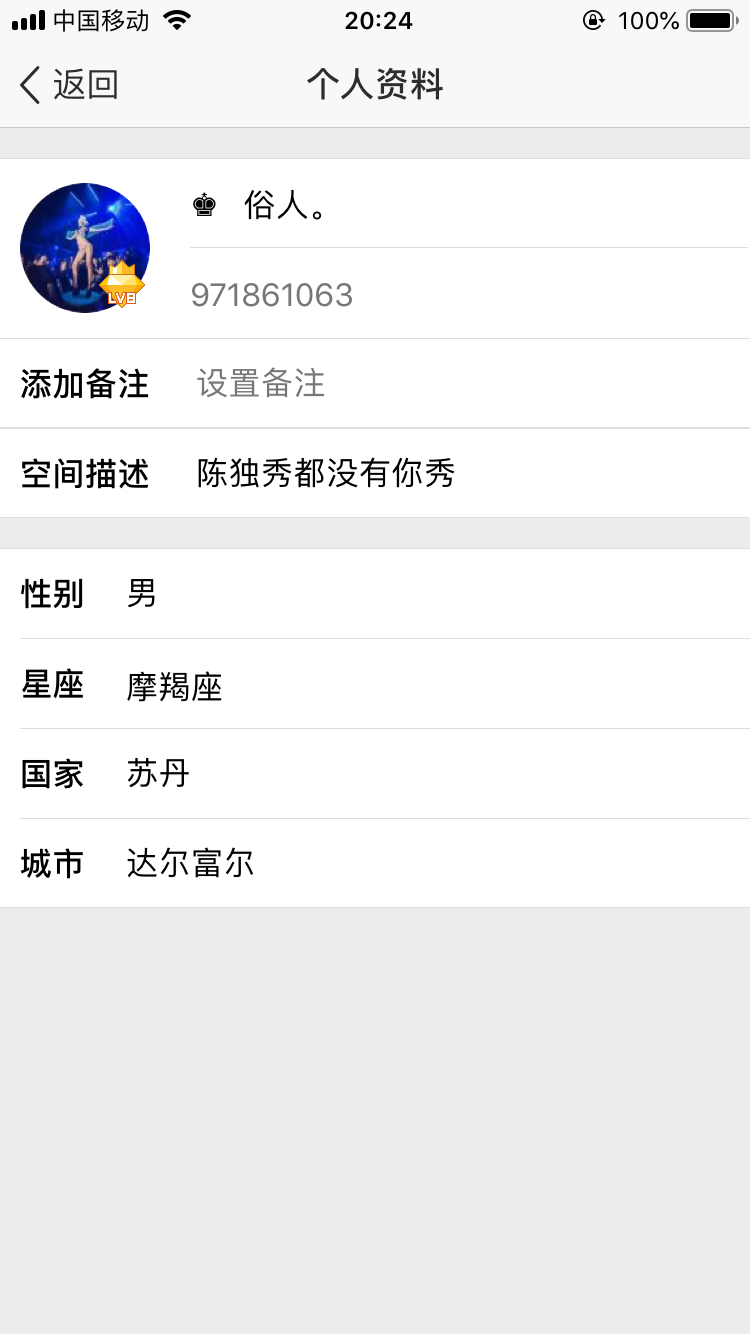 中国移动 20:24 100%
返回 个人资料
♚ 俗人。
LV8
971861063
添加备注 设置备注
空间描述 陈独秀都没有你秀
性别 男
星座 摩羯座
国家 苏丹
城市 达尔富尔